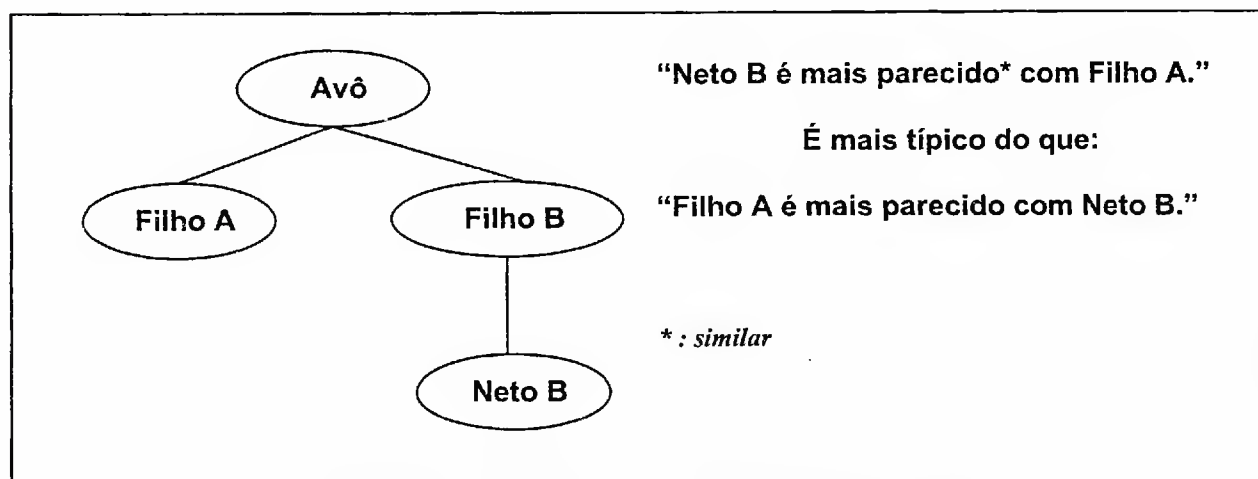 Avô
Filho A
Filho B
Neto B
“Neto B é mais parecido* com Filho A.”
É mais típico do que:
“Filho A é mais parecido com Neto B.”
* : similar